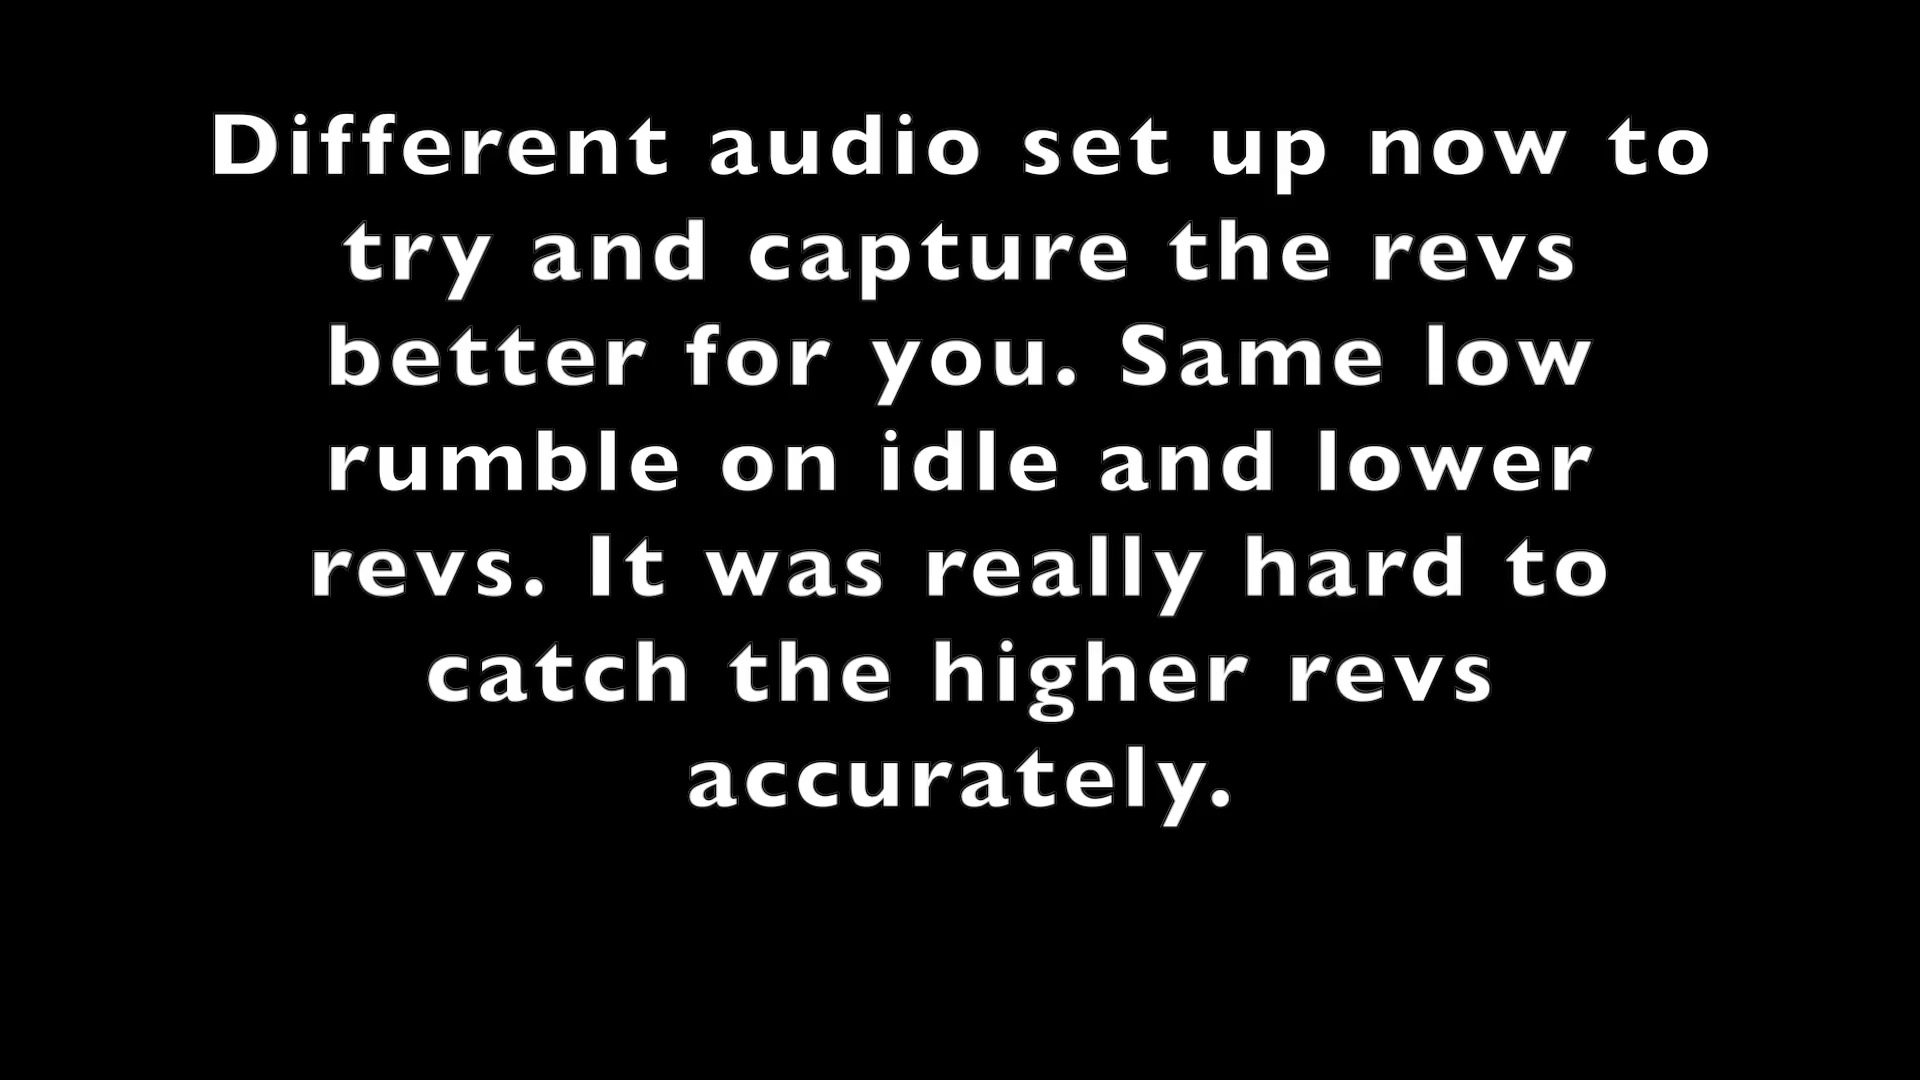 Different audio set up now to
try and capture the revs
better for you. Same low
rumble on idle and lower
revs. It was really hard to
catch the higher revs
accurately.